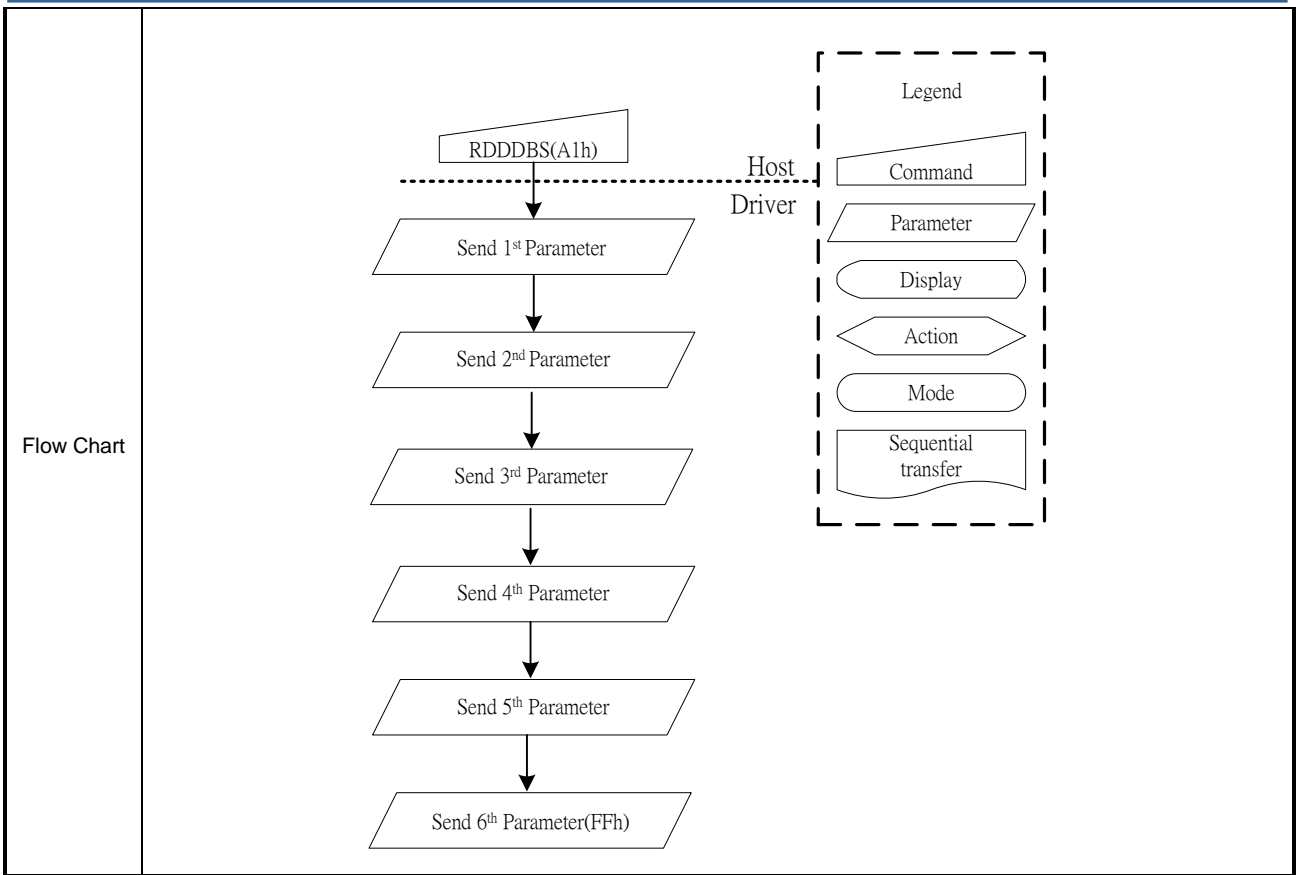 Flow Chart
RDDDBS(A1h)
Host
Driver
Send 1st Parameter
Send 2nd Parameter
Send 3rd Parameter
Send 4th Parameter
Send 5th Parameter
Send 6th Parameter(FFh)
Legend
Command
Parameter
Display
Action
Mode
Sequential
transfer